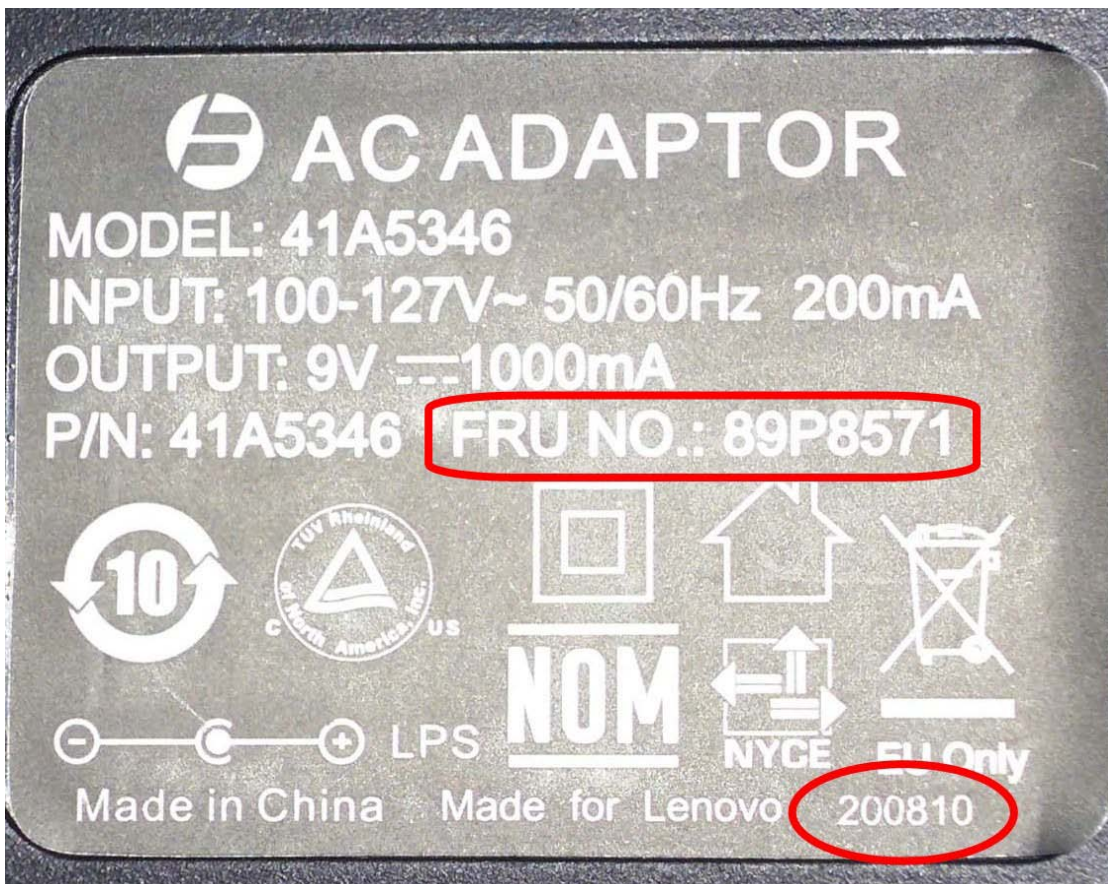 AC ADAPTOR
MODEL: 41A5346
INPUT: 100-127V~ 50/60Hz 200mA
OUTPUT: 9V ⎓ 1000mA
P/N: 41A5346 FRU NO.: 89P8571
10
TÜV Rheinland
of North America, Inc.
C US
NOM
NYCE
EU Only
LPS
Made in China Made for Lenovo 200810